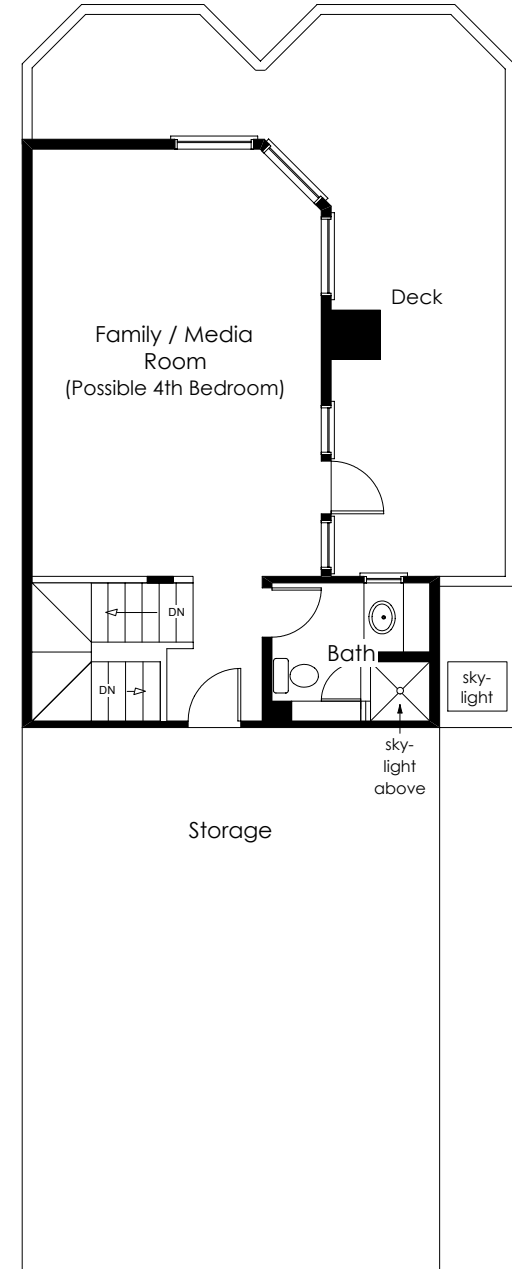 Deck
Family / Media
Room
(Possible 4th Bedroom)
DN
DN
Bath
sky-
light
sky-
light
above
Storage